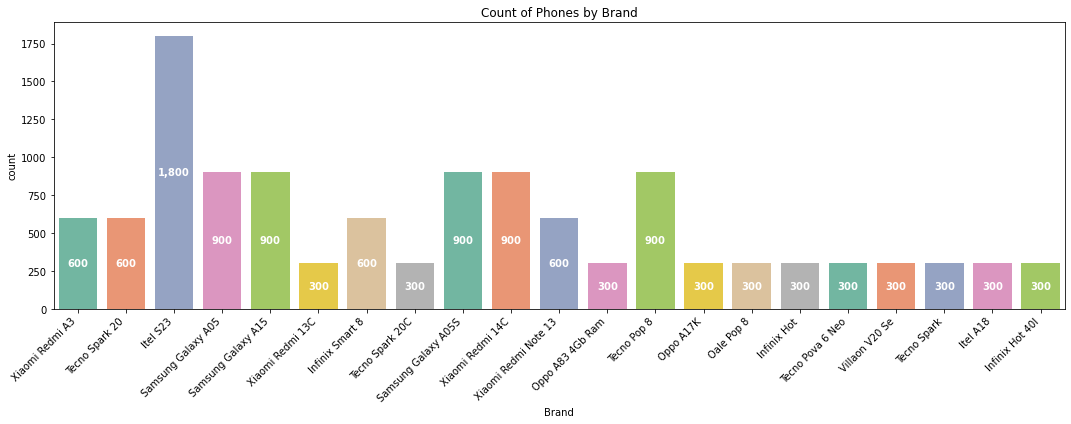 Count of Phones by Brand
count
1750
1500
1250
1000
750
500
250
0
600
600
1,800
900
900
300
600
300
900
900
600
300
900
300
300
300
300
300
300
300
300
Xiaomi Redmi A3
Tecno Spark 20
Itel S23
Samsung Galaxy A05
Samsung Galaxy A15
Xiaomi Redmi 13C
Infinix Smart 8
Tecno Spark 20C
Samsung Galaxy A05S
Xiaomi Redmi 14C
Xiaomi Redmi Note 13
Oppo A83 4Gb Ram
Tecno Pop 8
Oppo A17K
Oale Pop 8
Infinix Hot
Tecno Pova 6 Neo
Villaon V20 Se
Tecno Spark
Itel A18
Infinix Hot 40I
Brand